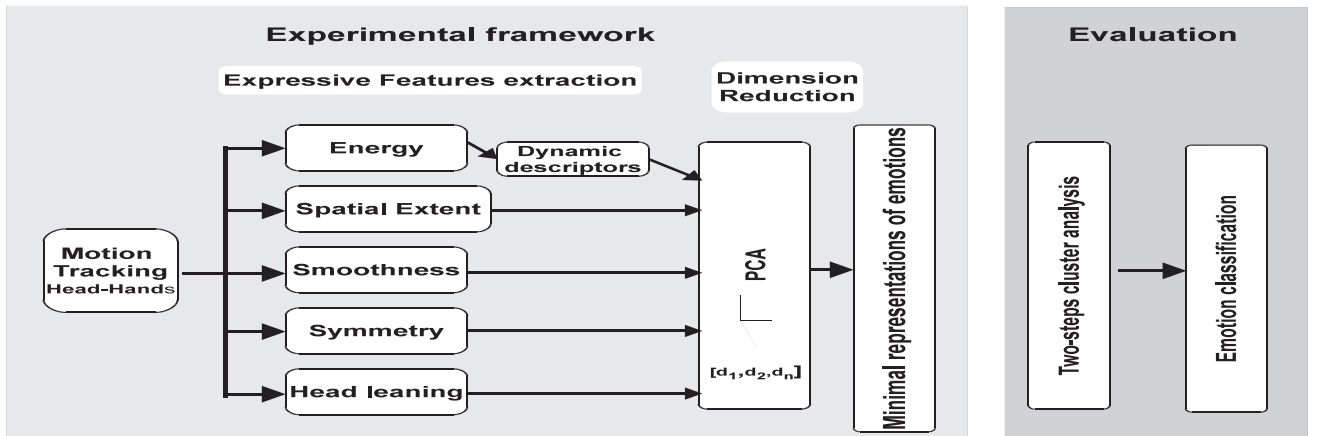 Experimental framework
Expressive Features extraction
Dimension
Reduction
Energy
Dynamic
descriptors
Spatial Extent
Motion
Tracking
Head-Hands
Smoothness
Symmetry
Head leaning
PCA
[d1,d2,dn]
Minimal representations of emotions
Evaluation
Two-steps cluster analysis
Emotion classification